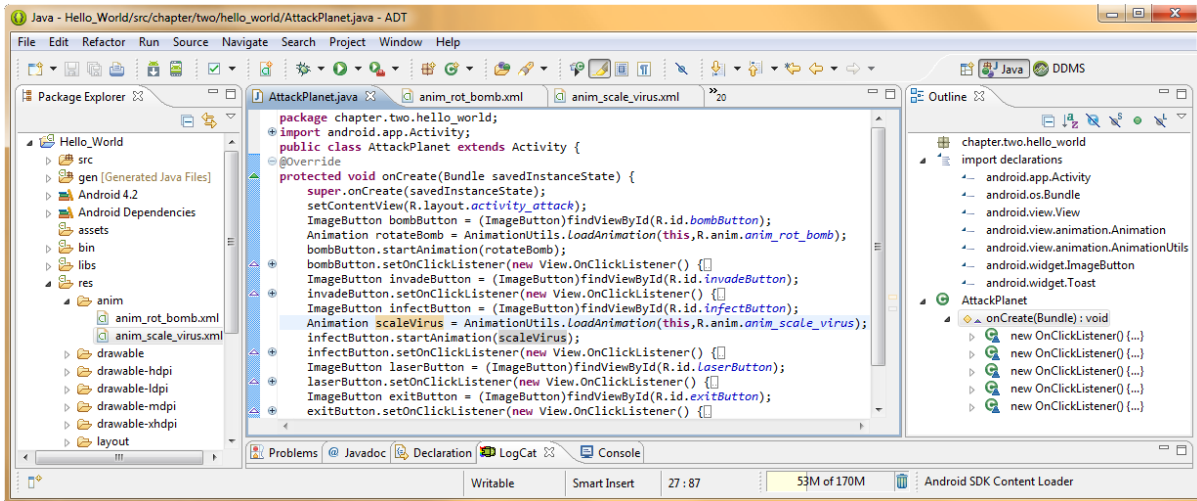 Java - Hello_World/src/chapter/two/hello_world/AttackPlanet.java - ADT
File Edit Refactor Run Source Navigate Search Project Window Help
Java DDMS
Package Explorer
Hello_World
src
gen [Generated Java Files]
Android 4.2
Android Dependencies
assets
bin
libs
res
anim
anim_rot_bomb.xml
anim_scale_virus.xml
drawable
drawable-hdpi
drawable-ldpi
drawable-mdpi
drawable-xhdpi
layout
AttackPlanet.java anim_rot_bomb.xml anim_scale_virus.xml »20
package chapter.two.hello_world;
import android.app.Activity;
public class AttackPlanet extends Activity {
@Override
protected void onCreate(Bundle savedInstanceState) {
super.onCreate(savedInstanceState);
setContentView(R.layout.activity_attack);
ImageButton bombButton = (ImageButton)findViewById(R.id.bombButton);
Animation rotateBomb = AnimationUtils.loadAnimation(this,R.anim.anim_rot_bomb);
bombButton.startAnimation(rotateBomb);
bombButton.setOnClickListener(new View.OnClickListener() {
ImageButton invadeButton = (ImageButton)findViewById(R.id.invadeButton);
invadeButton.setOnClickListener(new View.OnClickListener() {
ImageButton infectButton = (ImageButton)findViewById(R.id.infectButton);
Animation scaleVirus = AnimationUtils.loadAnimation(this,R.anim.anim_scale_virus);
infectButton.startAnimation(scaleVirus);
infectButton.setOnClickListener(new View.OnClickListener() {
ImageButton laserButton = (ImageButton)findViewById(R.id.laserButton);
laserButton.setOnClickListener(new View.OnClickListener() {
ImageButton exitButton = (ImageButton)findViewById(R.id.exitButton);
exitButton.setOnClickListener(new View.OnClickListener() {
Outline
chapter.two.hello_world
import declarations
android.app.Activity
android.os.Bundle
android.view.View
android.view.animation.Animation
android.view.animation.AnimationUtils
android.widget.ImageButton
android.widget.Toast
AttackPlanet
onCreate(Bundle) : void
new OnClickListener() {...}
new OnClickListener() {...}
new OnClickListener() {...}
new OnClickListener() {...}
new OnClickListener() {...}
Problems @ Javadoc Declaration LogCat Console
Writable Smart Insert 27 : 87 53M of 170M Android SDK Content Loader